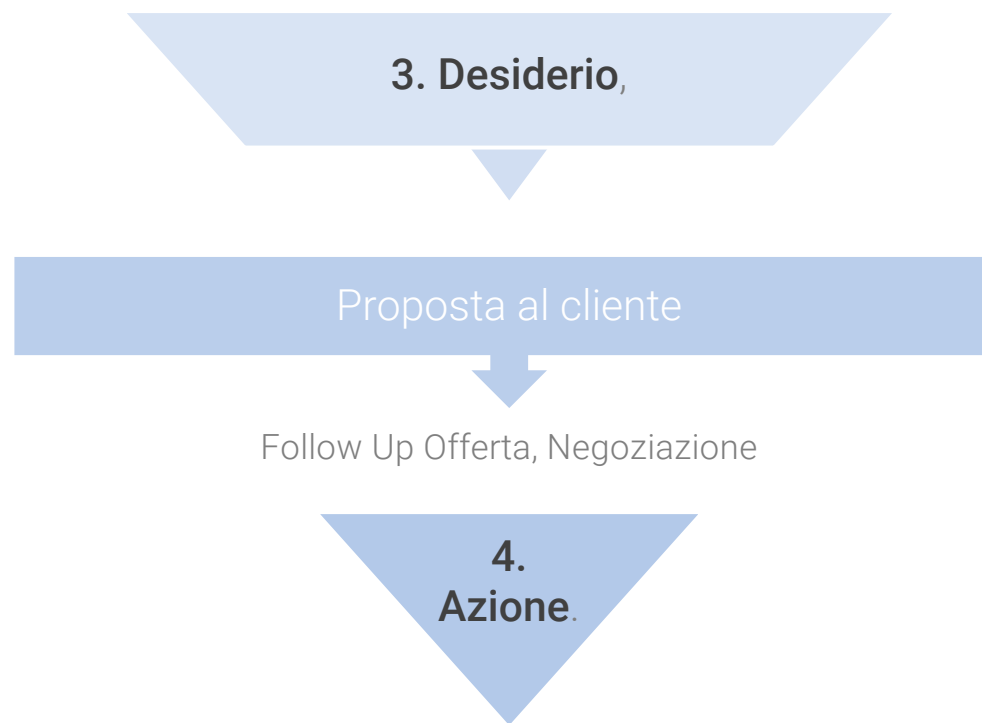 3. Desiderio,
Proposta al cliente
Follow Up Offerta, Negoziazione
4.
Azione.